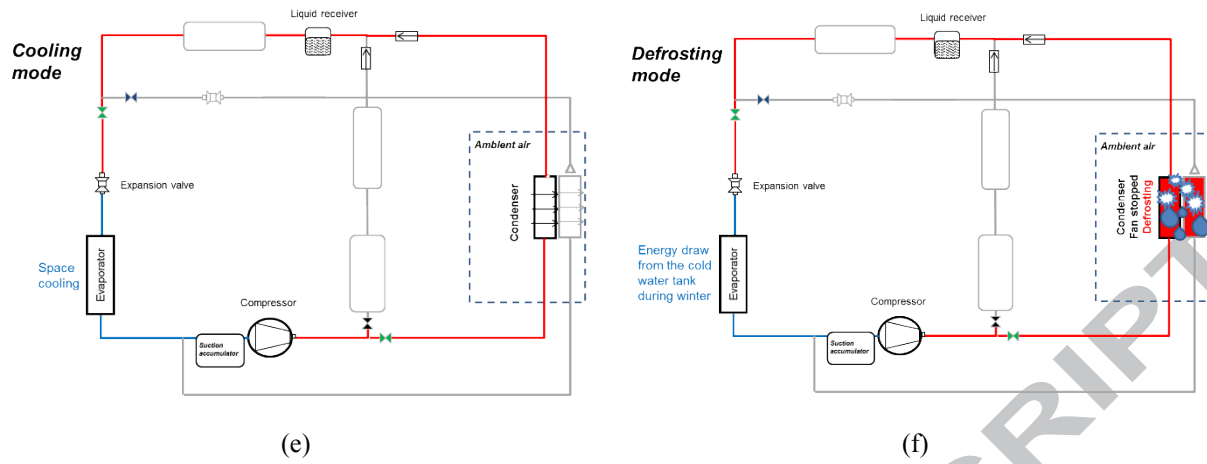 Liquid receiver
Cooling
mode
Ambient air
Expansion valve
Condenser
Space
cooling
Evaporator
Compressor
Suction
accumulator
(e)
Liquid receiver
Defrosting
mode
Ambient air
Expansion valve
Condenser
Fan stopped
Defrosting
Energy draw
from the cold
water tank
during winter
Evaporator
Compressor
Suction
accumulator
(f)
SCRIPT